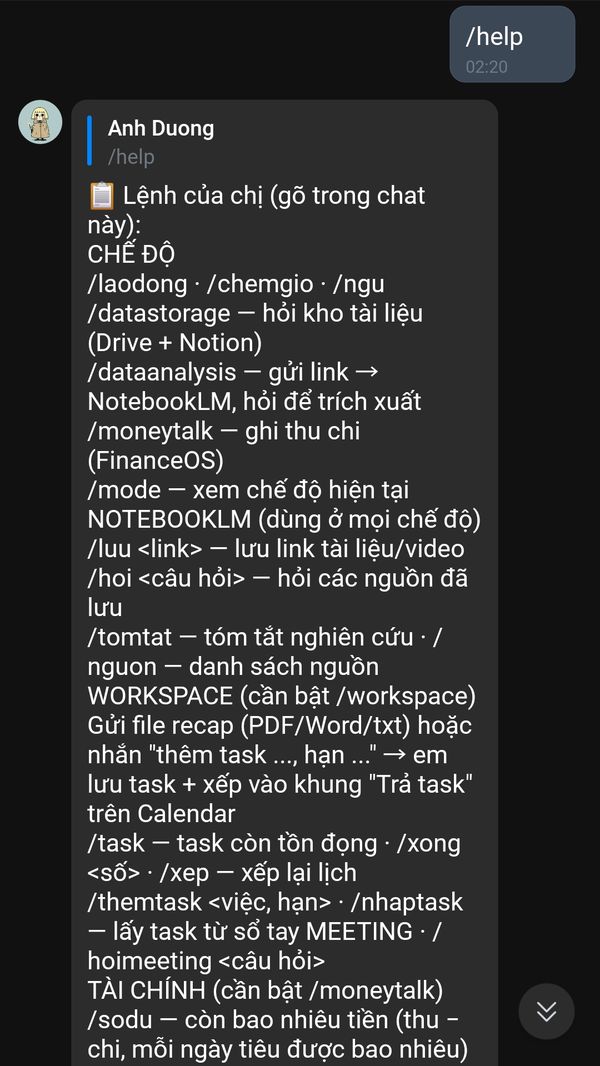 /help
02:20
Anh Duong
/help
📋 Lệnh của chị (gõ trong chat
này):
CHẾ ĐỘ
/laodong · /chemgio · /ngu
/datastorage — hỏi kho tài liệu
(Drive + Notion)
/dataanalysis — gửi link →
NotebookLM, hỏi để trích xuất
/moneytalk — ghi thu chi
(FinanceOS)
/mode — xem chế độ hiện tại
NOTEBOOKLM (dùng ở mọi chế độ)
/luu <link> — lưu link tài liệu/video
/hoi <câu hỏi> — hỏi các nguồn đã
lưu
/tomtat — tóm tắt nghiên cứu · /
nguon — danh sách nguồn
WORKSPACE (cần bật /workspace)
Gửi file recap (PDF/Word/txt) hoặc
nhắn "thêm task ..., hạn ..." → em
lưu task + xếp vào khung "Trả task"
trên Calendar
/task — task còn tồn đọng · /xong
<số> · /xep — xếp lại lịch
/themtask <việc, hạn> · /nhaptask
— lấy task từ sổ tay MEETING · /
hoimeeting <câu hỏi>
TÀI CHÍNH (cần bật /moneytalk)
/sodu — còn bao nhiêu tiền (thu −
chi, mỗi ngày tiêu được bao nhiêu)